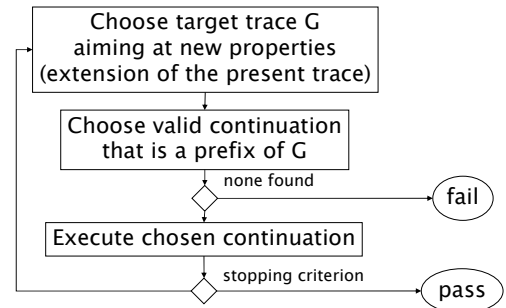 Choose target trace G
aiming at new properties
(extension of the present trace)
Choose valid continuation
that is a prefix of G
none found
fail
Execute chosen continuation
stopping criterion
pass